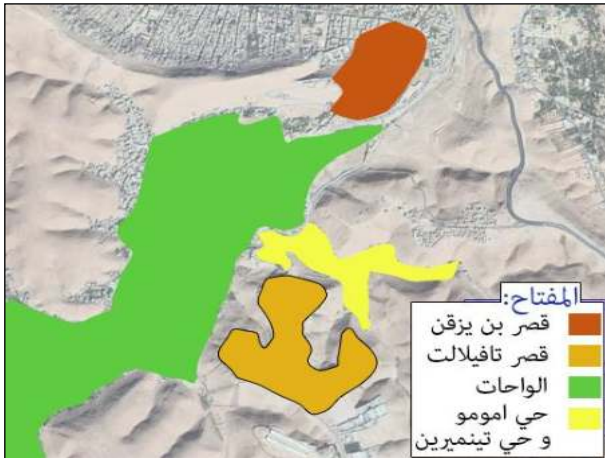 المفتاح:
قصر بن يزقن
قصر تافيلالت
الواحات
حي امومو
و حي تينميرين